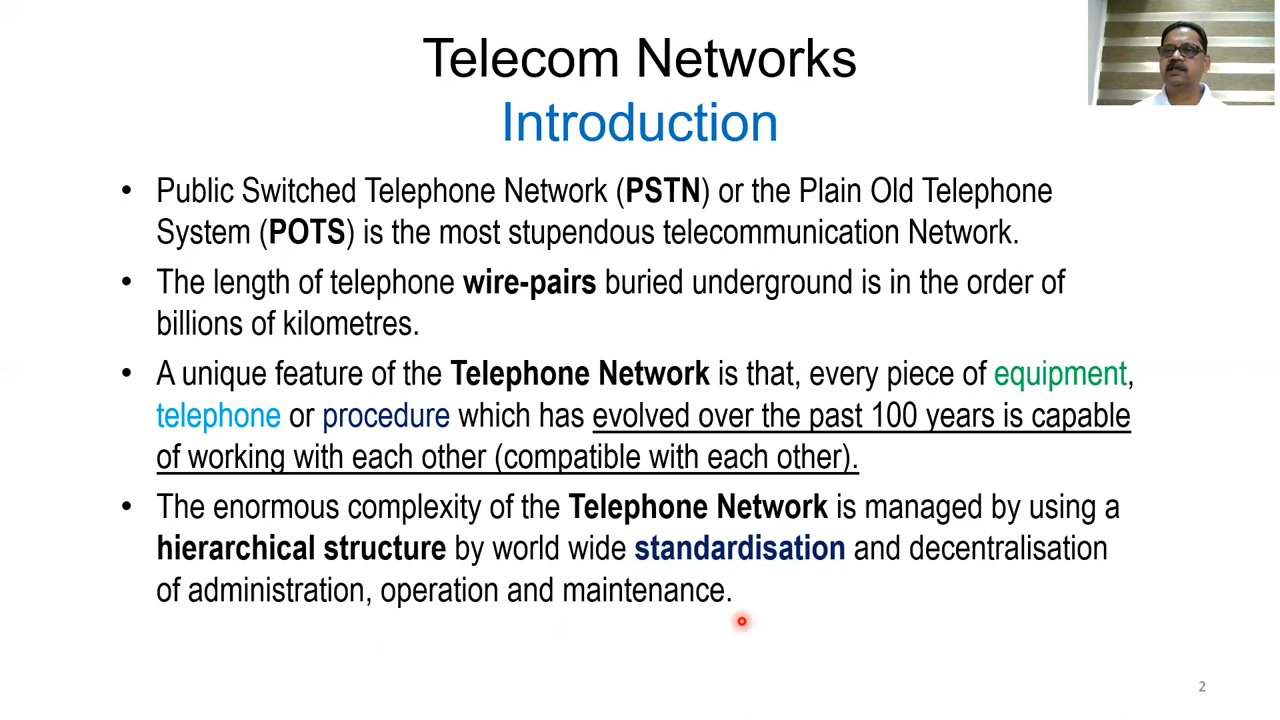 Telecom Networks
Introduction
• Public Switched Telephone Network (PSTN) or the Plain Old Telephone
System (POTS) is the most stupendous telecommunication Network.
• The length of telephone wire-pairs buried underground is in the order of
billions of kilometres.
• A unique feature of the Telephone Network is that, every piece of equipment,
telephone or procedure which has evolved over the past 100 years is capable
of working with each other (compatible with each other).
• The enormous complexity of the Telephone Network is managed by using a
hierarchical structure by world wide standardisation and decentralisation
of administration, operation and maintenance.
2